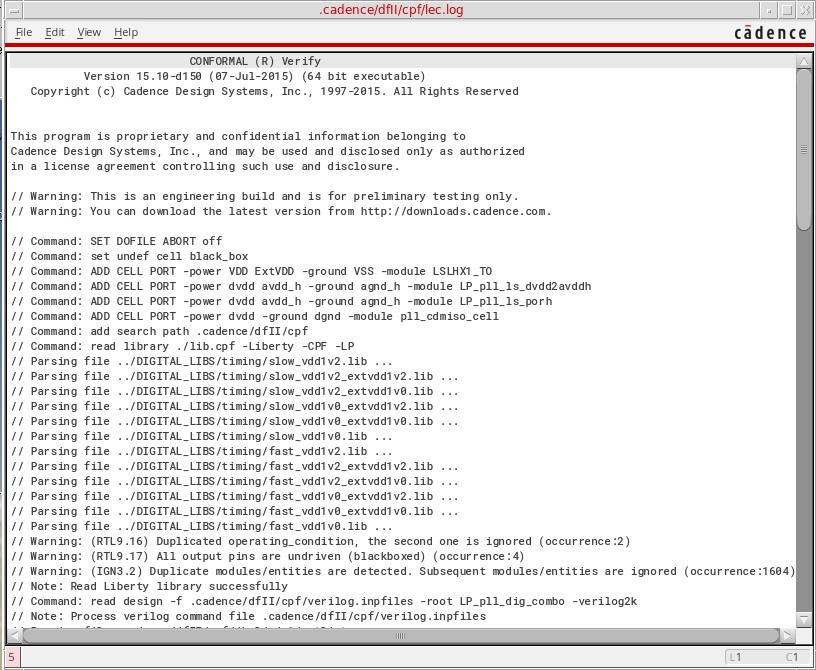 .cadence/dfII/cpf/lec.log
File Edit View Help
cādence
CONFORMAL (R) Verify
Version 15.10-d150 (07-Jul-2015) (64 bit executable)
Copyright (c) Cadence Design Systems, Inc., 1997-2015. All Rights Reserved
This program is proprietary and confidential information belonging to
Cadence Design Systems, Inc., and may be used and disclosed only as authorized
in a license agreement controlling such use and disclosure.
// Warning: This is an engineering build and is for preliminary testing only.
// Warning: You can download the latest version from http://downloads.cadence.com.
// Command: SET DOFILE ABORT off
// Command: set undef cell black_box
// Command: ADD CELL PORT -power VDD ExtVDD -ground VSS -module LSLHX1_TO
// Command: ADD CELL PORT -power dvdd avdd_h -ground agnd_h -module LP_pll_ls_dvdd2avddh
// Command: ADD CELL PORT -power dvdd avdd_h -ground agnd_h -module LP_pll_ls_porh
// Command: ADD CELL PORT -power dvdd -ground dgnd -module pll_cdmiso_cell
// Command: add search path .cadence/dfII/cpf
// Command: read library ./lib.cpf -Liberty -CPF -LP
// Parsing file ../DIGITAL_LIBS/timing/slow_vdd1v2.lib ...
// Parsing file ../DIGITAL_LIBS/timing/slow_vdd1v2_extvdd1v2.lib ...
// Parsing file ../DIGITAL_LIBS/timing/slow_vdd1v2_extvdd1v0.lib ...
// Parsing file ../DIGITAL_LIBS/timing/slow_vdd1v0_extvdd1v2.lib ...
// Parsing file ../DIGITAL_LIBS/timing/slow_vdd1v0_extvdd1v0.lib ...
// Parsing file ../DIGITAL_LIBS/timing/slow_vdd1v0.lib ...
// Parsing file ../DIGITAL_LIBS/timing/fast_vdd1v2.lib ...
// Parsing file ../DIGITAL_LIBS/timing/fast_vdd1v2_extvdd1v2.lib ...
// Parsing file ../DIGITAL_LIBS/timing/fast_vdd1v2_extvdd1v0.lib ...
// Parsing file ../DIGITAL_LIBS/timing/fast_vdd1v0_extvdd1v2.lib ...
// Parsing file ../DIGITAL_LIBS/timing/fast_vdd1v0_extvdd1v0.lib ...
// Parsing file ../DIGITAL_LIBS/timing/fast_vdd1v0.lib ...
// Warning: (RTL9.16) Duplicated operating_condition, the second one is ignored (occurrence:2)
// Warning: (RTL9.17) All output pins are undriven (blackboxed) (occurrence:4)
// Warning: (IGN3.2) Duplicate modules/entities are detected. Subsequent modules/entities are ignored (occurrence:1604)
// Note: Read Liberty library successfully
// Command: read design -f .cadence/dfII/cpf/verilog.inpfiles -root LP_pll_dig_combo -verilog2k
// Note: Process verilog command file .cadence/dfII/cpf/verilog.inpfiles
5
L1 C1